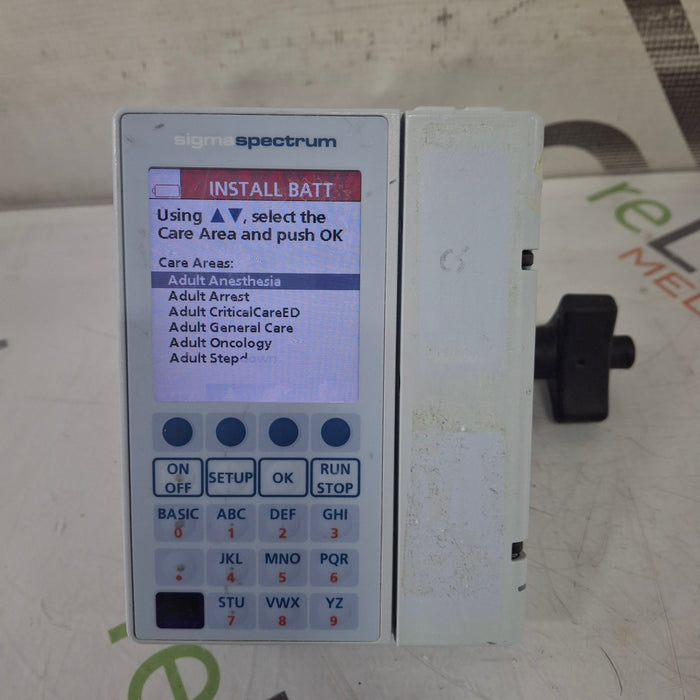 sigmaspectrum
INSTALL BATT
Using ▲▼, select the
Care Area and push OK
Care Areas:
Adult Anesthesia
Adult Arrest
Adult CriticalCareED
Adult General Care
Adult Oncology
Adult Stepdown
ON OFF
SETUP
OK
RUN STOP
BASIC 0
ABC 1
DEF 2
GHI 3
.
JKL 4
MNO 5
PQR 6
STU 7
VWX 8
YZ 9